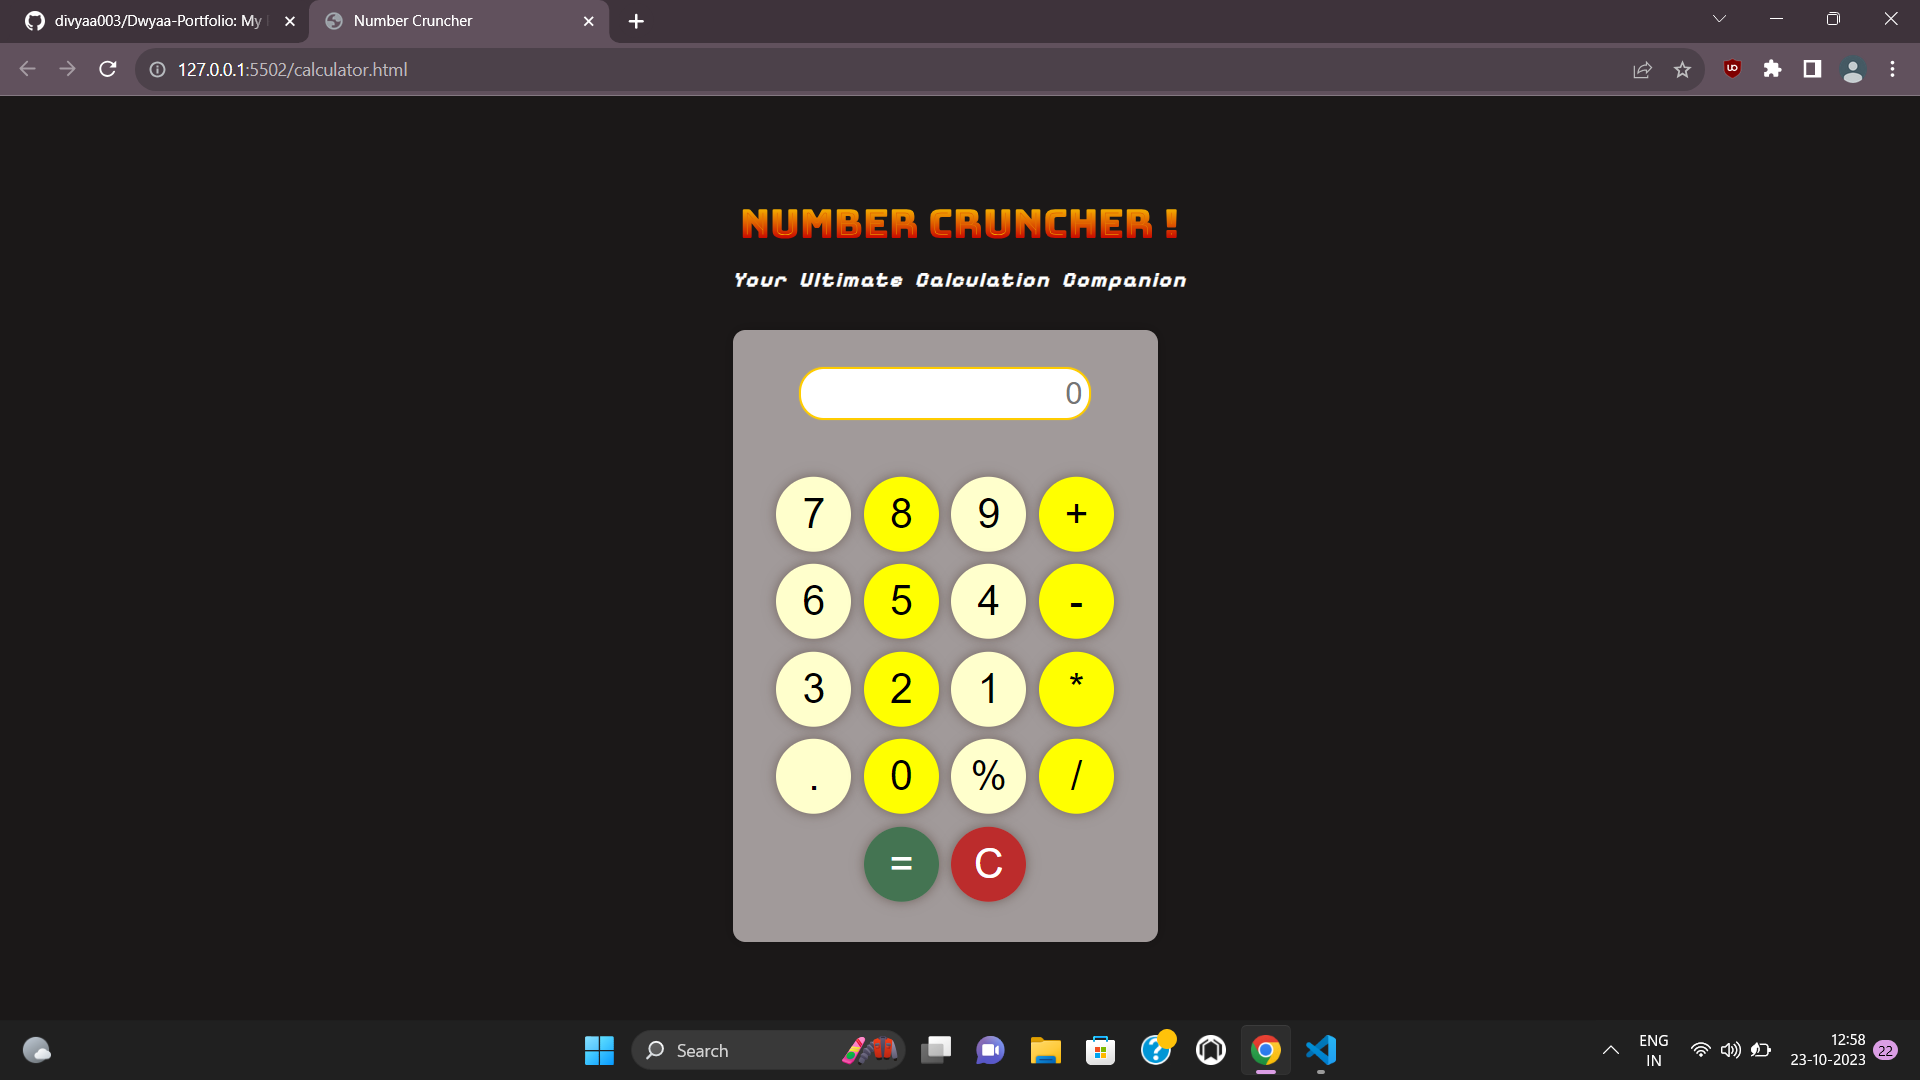 divyaa003/Dwyaa-Portfolio: My
Number Cruncher
127.0.0.1:5502/calculator.html
NUMBER CRUNCHER !
Your Ultimate Calculation Companion
0
7 8 9 +
6 5 4 -
3 2 1 *
. 0 % /
= C
Search
ENG
IN
12:58
23-10-2023
22